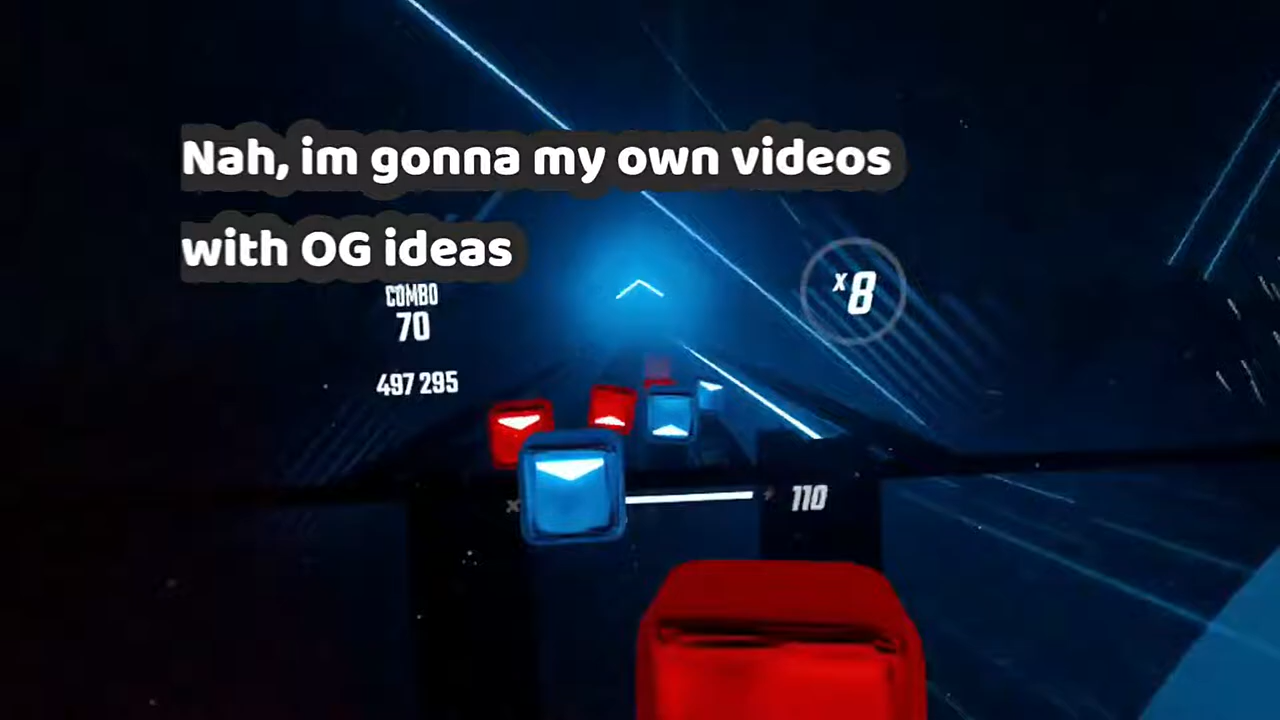 Nah, im gonna my own videos
with OG ideas
COMBO
70
x8
497 295
110